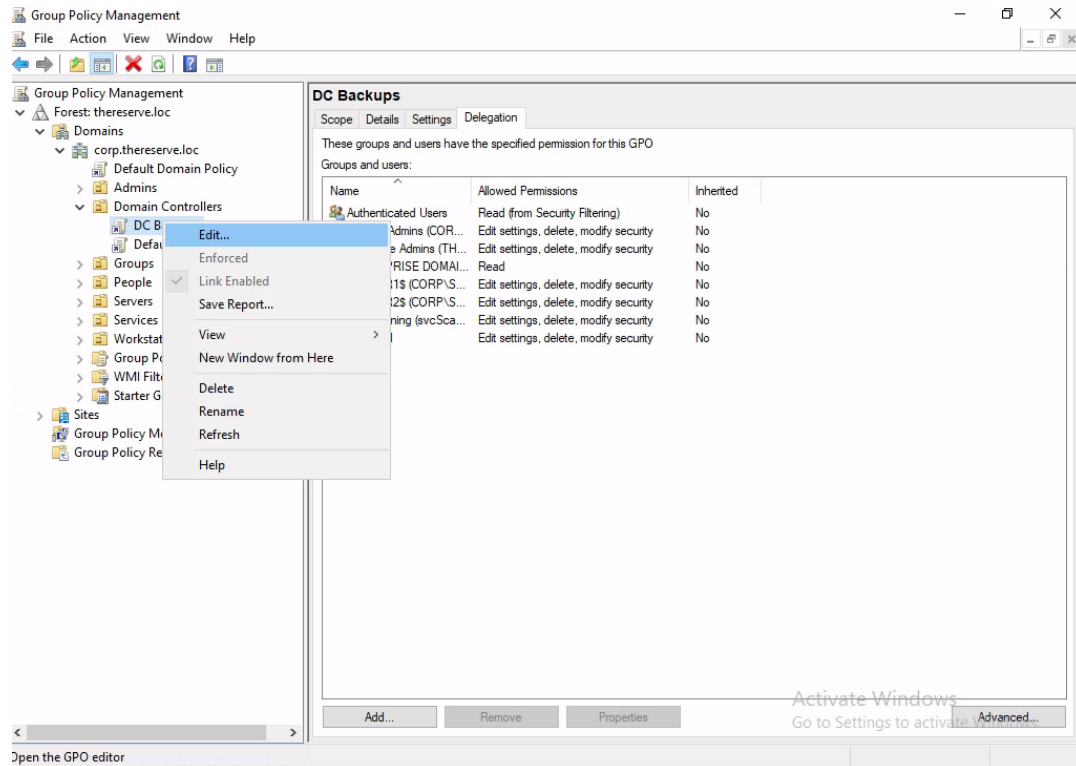 Group Policy Management
File Action View Window Help
Group Policy Management
Forest: thereserve.loc
Domains
corp.thereserve.loc
Default Domain Policy
Admins
Domain Controllers
DC B
Defau
Groups
People
Servers
Services
Workstat
Group Po
WMI Filt
Starter G
Sites
Group Policy Mo
Group Policy Re
Edit...
Enforced
Link Enabled
Save Report...
View
New Window from Here
Delete
Rename
Refresh
Help
DC Backups
Scope Details Settings Delegation
These groups and users have the specified permission for this GPO
Groups and users:
Name Allowed Permissions Inherited
Authenticated Users Read (from Security Filtering) No
Admins (COR... Edit settings, delete, modify security No
e Admins (TH... Edit settings, delete, modify security No
RISE DOMAI... Read No
1$ (CORP\S... Edit settings, delete, modify security No
2$ (CORP\S... Edit settings, delete, modify security No
ning (svcSca... Edit settings, delete, modify security No
Edit settings, delete, modify security No
Add... Remove Properties Advanced...
Activate Windows
Go to Settings to activate
Open the GPO editor